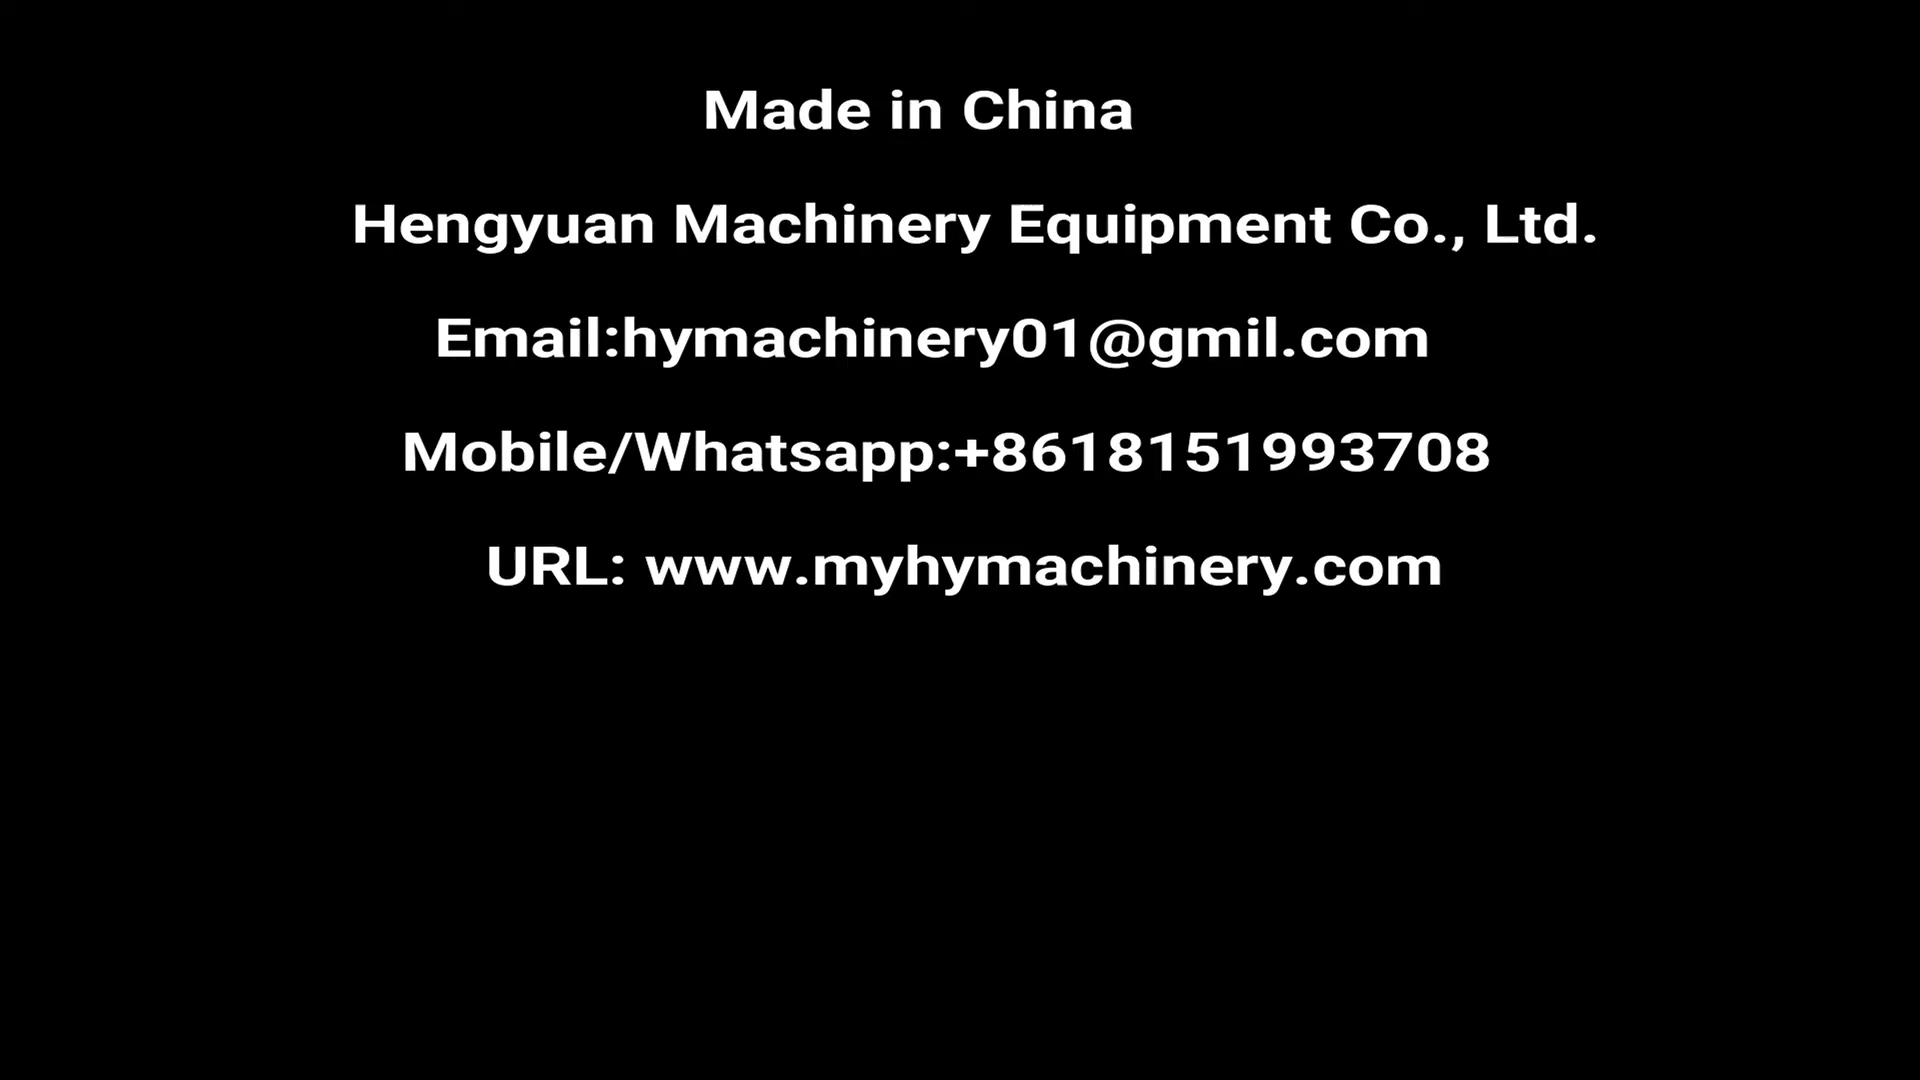 Made in China
Hengyuan Machinery Equipment Co., Ltd.
Email:hymachinery01@gmil.com
Mobile/Whatsapp:+8618151993708
URL: www.myhymachinery.com